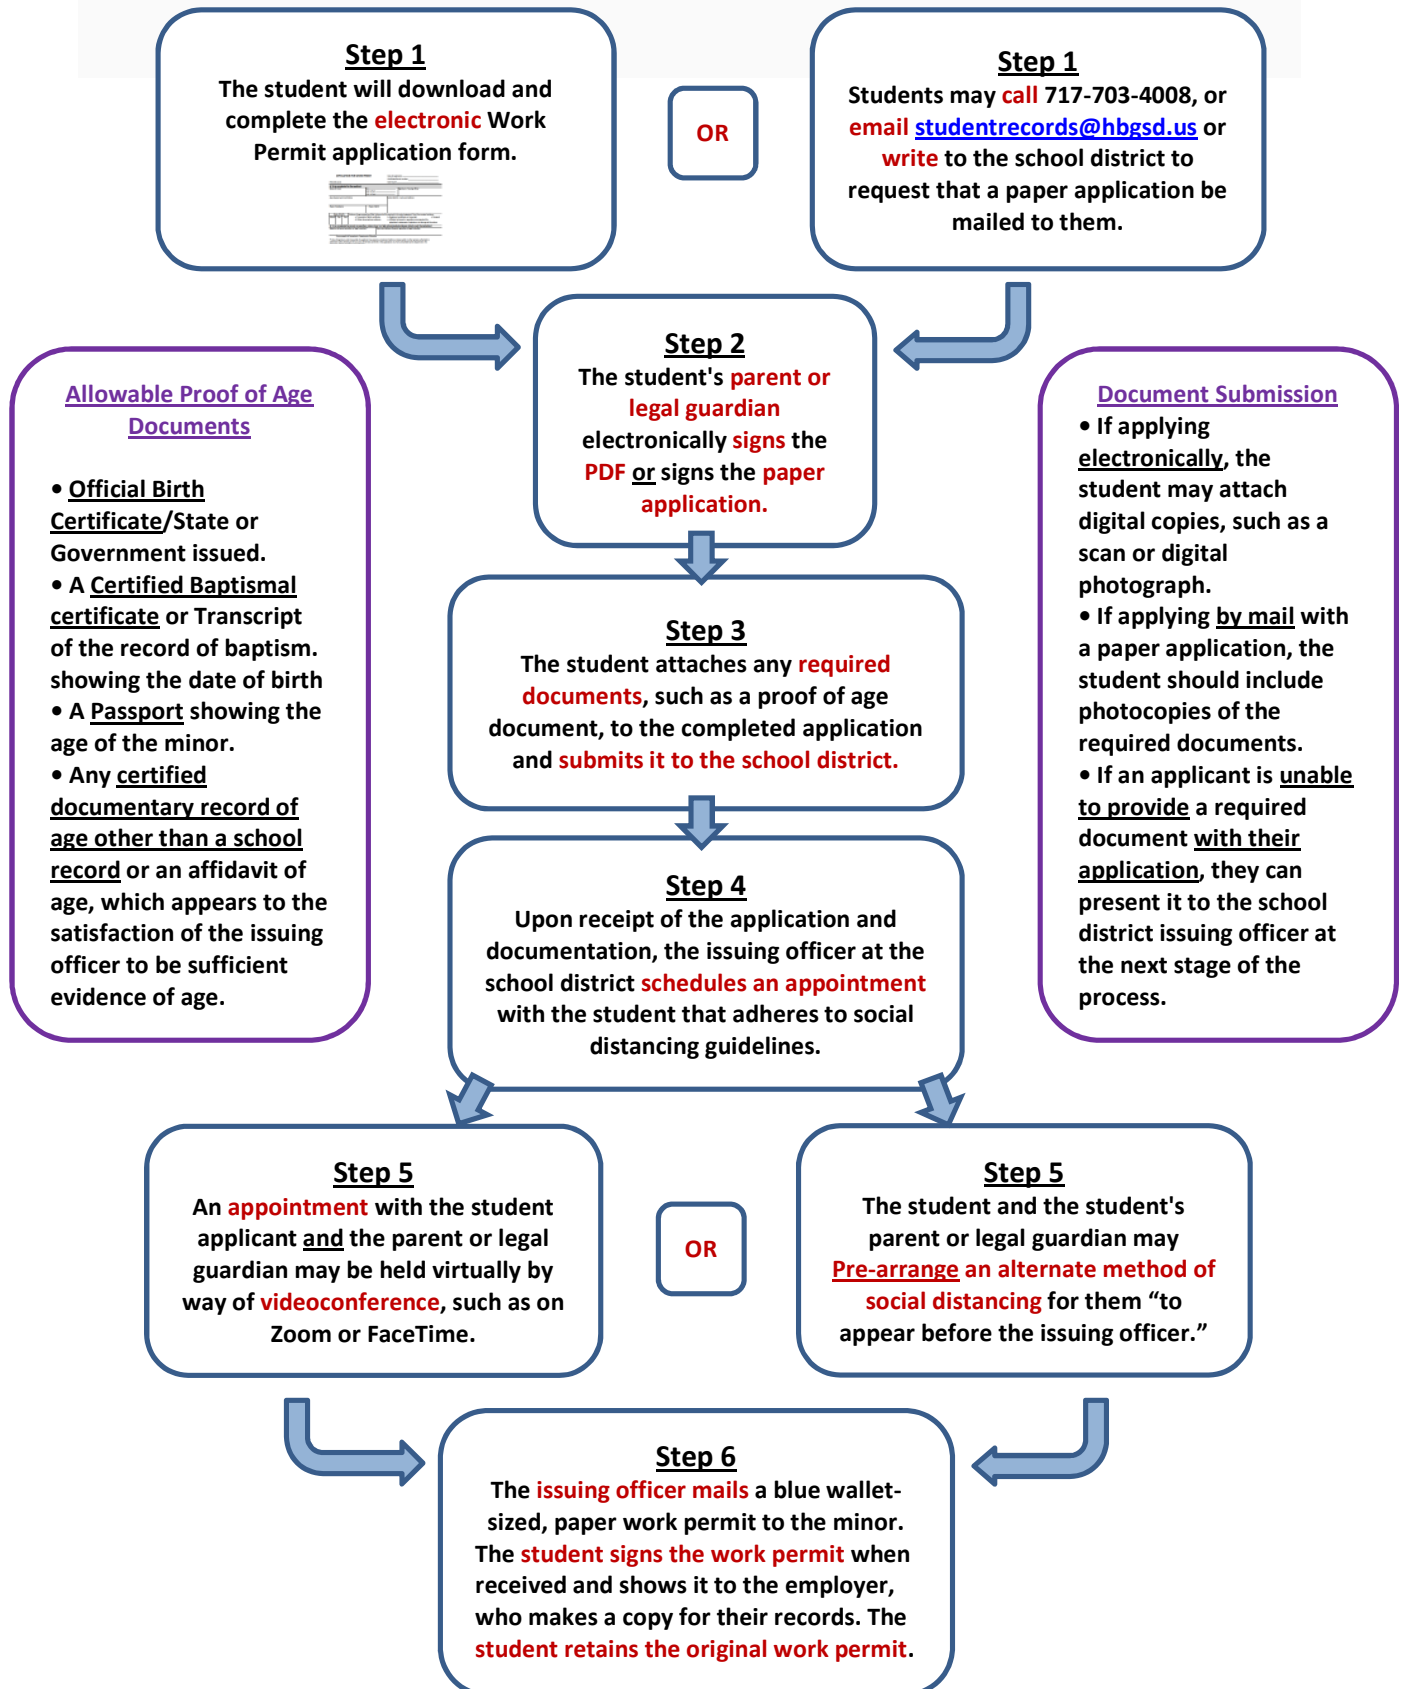 Step 1
The student will download and
complete the electronic Work
Permit application form.
OR
Step 1
Students may call 717-703-4008, or
email studentrecords@hbgsd.us or
write to the school district to
request that a paper application be
mailed to them.
Step 2
The student's parent or
legal guardian
electronically signs the
PDF or signs the paper
application.
Allowable Proof of Age
Documents
• Official Birth
Certificate/State or
Government issued.
• A Certified Baptismal
certificate or Transcript
of the record of baptism.
showing the date of birth
• A Passport showing the
age of the minor.
• Any certified
documentary record of
age other than a school
record or an affidavit of
age, which appears to the
satisfaction of the issuing
officer to be sufficient
evidence of age.
Document Submission
• If applying
electronically, the
student may attach
digital copies, such as a
scan or digital
photograph.
• If applying by mail with
a paper application, the
student should include
photocopies of the
required documents.
• If an applicant is unable
to provide a required
document with their
application, they can
present it to the school
district issuing officer at
the next stage of the
process.
Step 3
The student attaches any required
documents, such as a proof of age
document, to the completed application
and submits it to the school district.
Step 4
Upon receipt of the application and
documentation, the issuing officer at the
school district schedules an appointment
with the student that adheres to social
distancing guidelines.
Step 5
An appointment with the student
applicant and the parent or legal
guardian may be held virtually by
way of videoconference, such as on
Zoom or FaceTime.
OR
Step 5
The student and the student's
parent or legal guardian may
Pre-arrange an alternate method of
social distancing for them “to
appear before the issuing officer.”
Step 6
The issuing officer mails a blue wallet-
sized, paper work permit to the minor.
The student signs the work permit when
received and shows it to the employer,
who makes a copy for their records. The
student retains the original work permit.